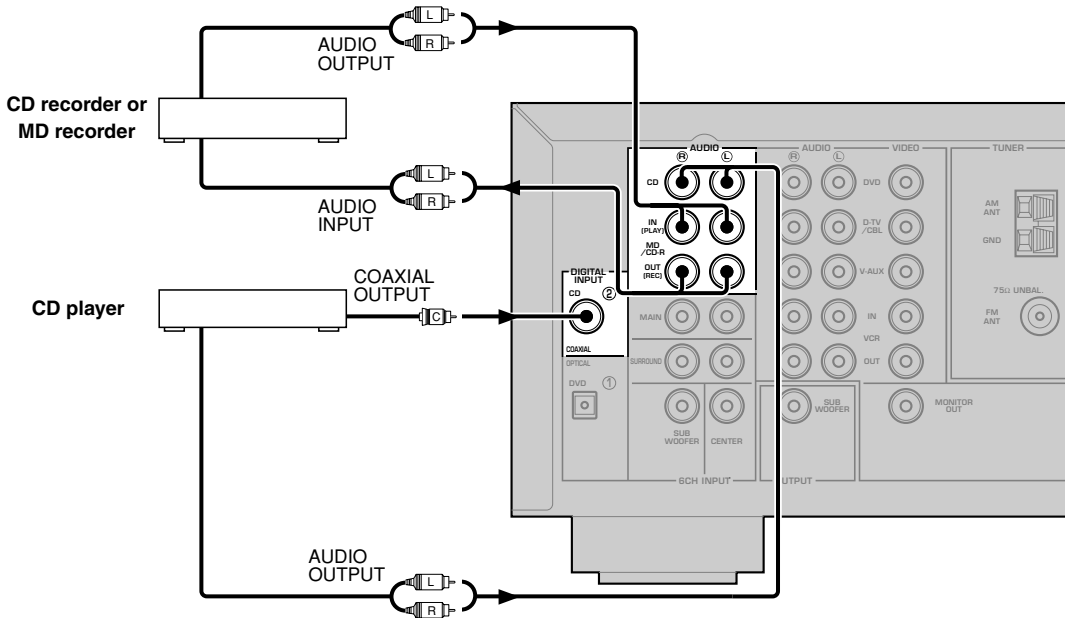 L
R
AUDIO
OUTPUT
CD recorder or
MD recorder
L
R
AUDIO
INPUT
COAXIAL
OUTPUT
C
CD player
AUDIO
OUTPUT
L
R
AUDIO
R L
CD
IN
(PLAY)
MD
/CD-R
OUT
(REC)
DIGITAL
INPUT
CD 2
COAXIAL
OPTICAL
DVD 1
MAIN
SURROUND
SUB
WOOFER
CENTER
6CH INPUT
AUDIO
R L
VIDEO
DVD
D-TV
/CBL
V-AUX
IN
VCR
OUT
SUB
WOOFER
OUTPUT
MONITOR
OUT
TUNER
AM
ANT
GND
75Ω UNBAL.
FM
ANT